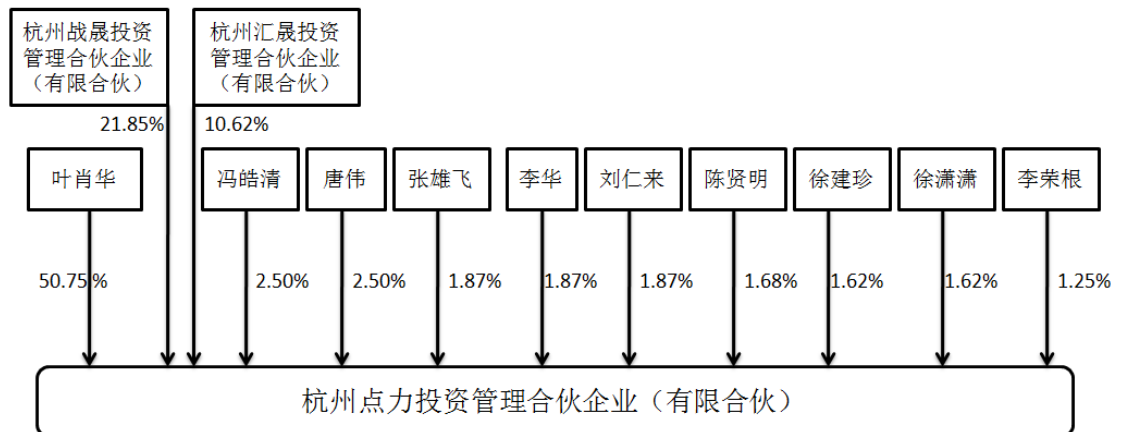 杭州战晟投资
管理合伙企业
（有限合伙）
杭州汇晟投资
管理合伙企业
（有限合伙）
21.85%
10.62%
叶肖华
冯皓清
唐伟
张雄飞
李华
刘仁来
陈贤明
徐建珍
徐潇潇
李荣根
50.75%
2.50%
2.50%
1.87%
1.87%
1.87%
1.68%
1.62%
1.62%
1.25%
杭州点力投资管理合伙企业（有限合伙）